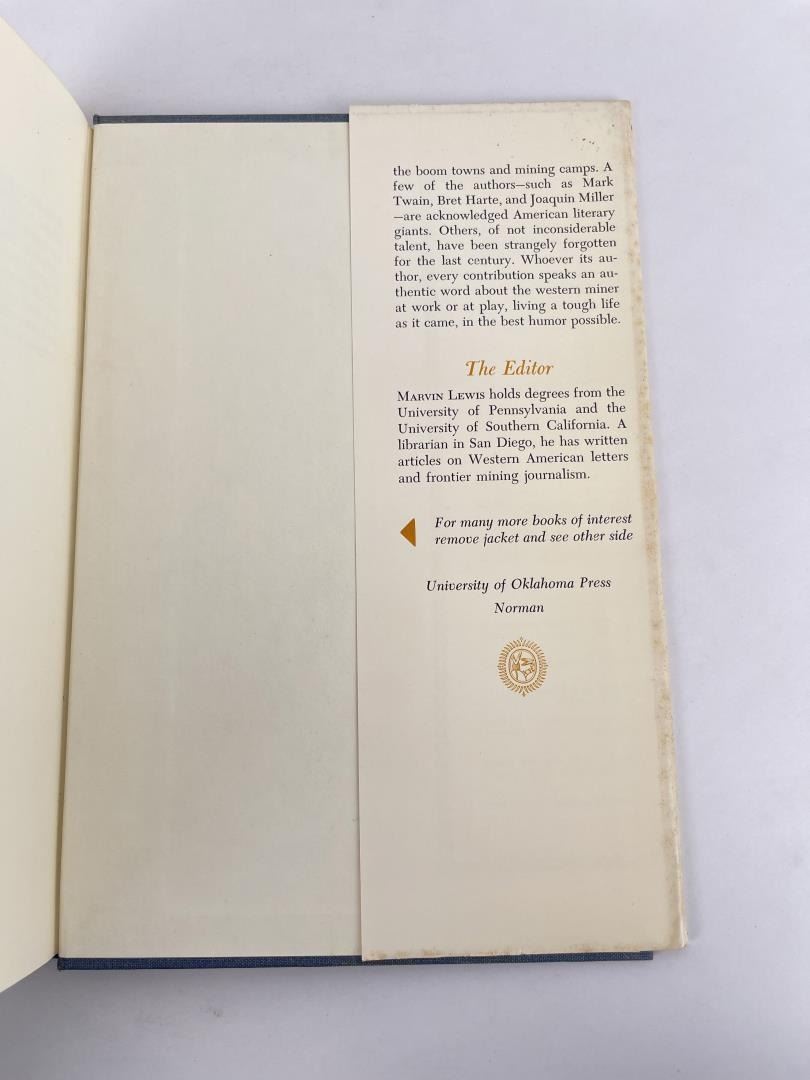 the boom towns and mining camps. A
few of the authors—such as Mark
Twain, Bret Harte, and Joaquin Miller
—are acknowledged American literary
giants. Others, of not inconsiderable
talent, have been strangely forgotten
for the last century. Whoever its au-
thor, every contribution speaks an au-
thentic word about the western miner
at work or at play, living a tough life
as it came, in the best humor possible.
The Editor
MARVIN LEWIS holds degrees from the
University of Pennsylvania and the
University of Southern California. A
librarian in San Diego, he has written
articles on Western American letters
and frontier mining journalism.
For many more books of interest
remove jacket and see other side
University of Oklahoma Press
Norman